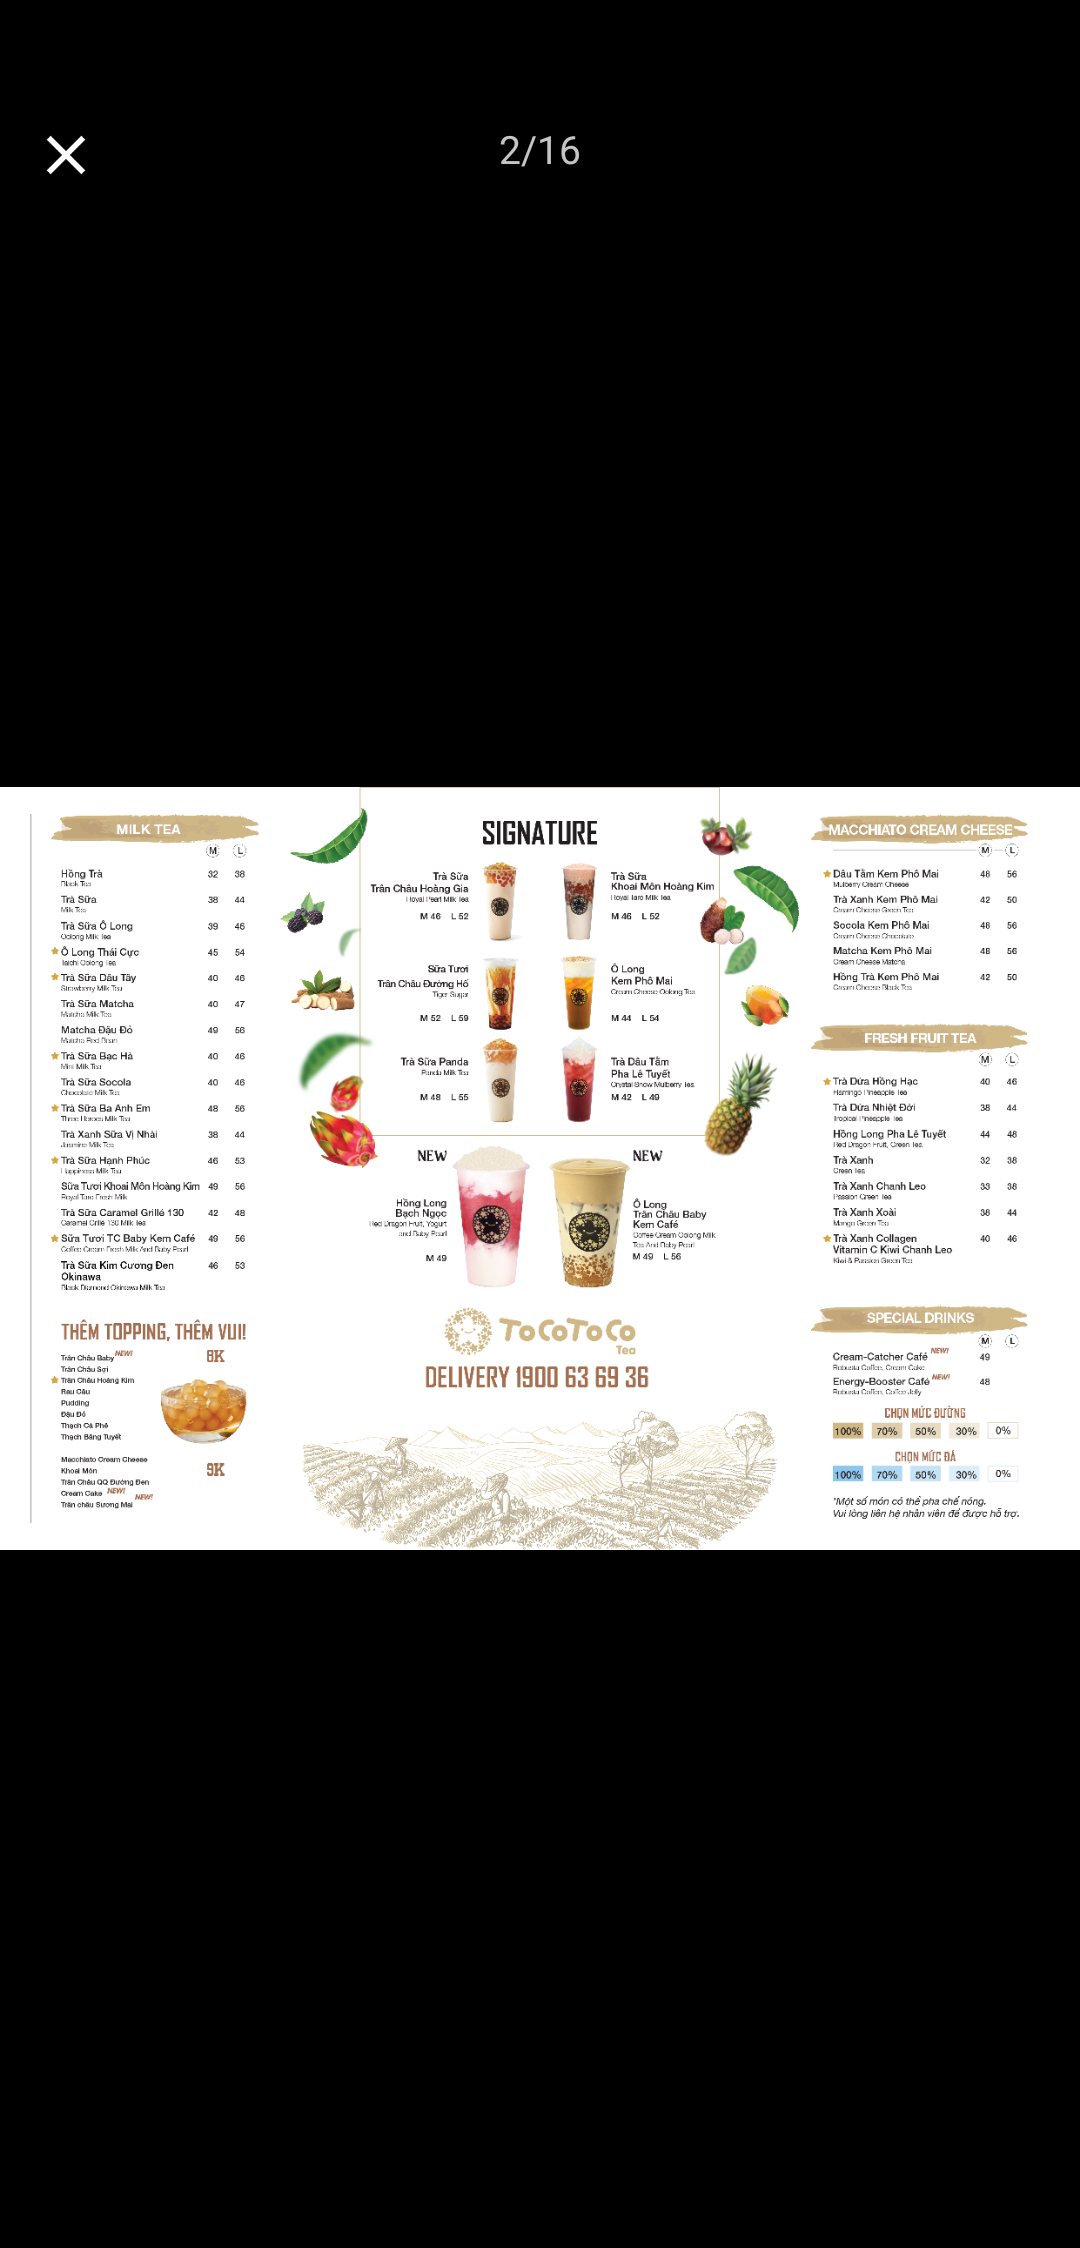 2/16
MILK TEA
M L
Hồng Trà 32 38
Black Tea
Trà Sữa 38 44
Milk Tea
Trà Sữa Ô Long 39 46
Oolong Milk Tea
Ô Long Thái Cực 45 54
Taichi Oolong Tea
Trà Sữa Dâu Tây 40 46
Strawberry Milk Tea
Trà Sữa Matcha 40 47
Matcha Milk Tea
Matcha Đậu Đỏ 49 56
Matcha Red Bean
Trà Sữa Bạc Hà 40 46
Mint Milk Tea
Trà Sữa Socola 40 46
Chocolate Milk Tea
Trà Sữa Ba Anh Em 48 56
Three Heroes Milk Tea
Trà Xanh Sữa Vị Nhài 38 44
Jasmine Milk Tea
Trà Sữa Hạnh Phúc 46 53
Happiness Milk Tea
Sữa Tươi Khoai Môn Hoàng Kim 49 56
Royal Taro Fresh Milk
Trà Sữa Caramel Grillé 130 42 48
Caramel Grillé 130 Milk Tea
Sữa Tươi TC Baby Kem Café 49 56
Coffee Cream Fresh Milk And Baby Pearl
Trà Sữa Kim Cương Đen 46 53
Okinawa
Black Diamond Okinawa Milk Tea
THÊM TOPPING, THÊM VUI!
Trân Châu Baby NEW! 8K
Trân Châu Sợi
Trân Châu Hoàng Kim
Rau Câu
Pudding
Đậu Đỏ
Thạch Cà Phê
Thạch Băng Tuyết
Macchiato Cream Cheese
Khoai Môn 9K
Trân Châu QQ Đường Đen
Cream Cake NEW!
Trân châu Sương Mai NEW!
SIGNATURE
Trà Sữa
Trân Châu Hoàng Gia
Royal Pearl Milk Tea
M 46 L 52
Trà Sữa
Khoai Môn Hoàng Kim
Royal Taro Milk Tea
M 46 L 52
Sữa Tươi
Trân Châu Đường Hổ
Tiger Sugar
M 52 L 59
Ô Long
Kem Phô Mai
Cream Cheese Oolong Tea
M 44 L 54
Trà Sữa Panda
Panda Milk Tea
M 48 L 55
Trà Dâu Tằm
Pha Lê Tuyết
Crystal Snow Mulberry Tea
M 42 L 49
NEW
Hồng Long
Bạch Ngọc
Red Dragon Fruit, Yogurt
and Baby Pearl
M 49
NEW
Ô Long
Trân Châu Baby
Kem Café
Coffee Cream Oolong Milk
Tea And Baby Pearl
M 49 L 56
ToCoToCo
Tea
DELIVERY 1900 63 69 36
MACCHIATO CREAM CHEESE
M L
Dâu Tằm Kem Phô Mai 48 56
Mulberry Cream Cheese
Trà Xanh Kem Phô Mai 42 50
Cream Cheese Green Tea
Socola Kem Phô Mai 48 56
Cream Cheese Chocolate
Matcha Kem Phô Mai 48 56
Cream Cheese Matcha
Hồng Trà Kem Phô Mai 42 50
Cream Cheese Black Tea
FRESH FRUIT TEA
M L
Trà Dứa Hồng Hạc 40 46
Flamingo Pineapple Tea
Trà Dứa Nhiệt Đới 38 44
Tropical Pineapple Tea
Hồng Long Pha Lê Tuyết 44 48
Red Dragon Fruit, Green Tea
Trà Xanh 32 38
Green Tea
Trà Xanh Chanh Leo 33 38
Passion Green Tea
Trà Xanh Xoài 38 44
Mango Green Tea
Trà Xanh Collagen 40 46
Vitamin C Kiwi Chanh Leo
Kiwi & Passion Green Tea
SPECIAL DRINKS
M L
Cream-Catcher Café NEW! 49
Robusta Coffee, Cream Cake
Energy-Booster Café NEW! 48
Robusta Coffee, Coffee Jelly
CHỌN MỨC ĐƯỜNG
100% 70% 50% 30% 0%
CHỌN MỨC ĐÁ
100% 70% 50% 30% 0%
*Một số món có thể pha chế nóng.
Vui lòng liên hệ nhân viên để được hỗ trợ.